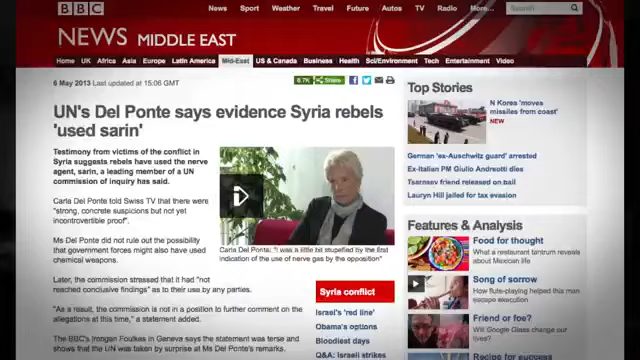 BBC
News Sport Weather Travel Future Autos TV Radio More...
Search
NEWS MIDDLE EAST
Home UK Africa Asia Europe Latin America Mid-East US & Canada Business Health Sci/Environment Tech Entertainment Video
6 May 2013 Last updated at 15:06 GMT
8.7K Share
UN's Del Ponte says evidence Syria rebels
'used sarin'
Testimony from victims of the conflict in
Syria suggests rebels have used the nerve
agent, sarin, a leading member of a UN
commission of inquiry has said.
Carla Del Ponte told Swiss TV that there were
"strong, concrete suspicions but not yet
incontrovertible proof".
Ms Del Ponte did not rule out the possibility
that government forces might also have used
chemical weapons.
Later, the commission stressed that it had "not
reached conclusive findings" as to their use by any parties.
"As a result, the commission is not in a position to further comment on the
allegations at this time," a statement added.
The BBC's Imogen Foulkes in Geneva says the statement was terse and
shows that the UN was taken by surprise at Ms Del Ponte's remarks.
Carla Del Ponte: "I was a little bit stupefied by the first
indication of the use of nerve gas by the opposition"
Syria conflict
Israel's 'red line'
Obama's options
Bloodiest days
Q&A: Israeli strikes
Top Stories
N Korea 'moves
missiles from coast'
NEW
German 'ex-Auschwitz guard' arrested
Ex-Italian PM Giulio Andreotti dies
Tsarnaev friend released on bail
Lauryn Hill jailed for tax evasion
Features & Analysis
Food for thought
What a restaurant tantrum reveals
about Mexican life
Song of sorrow
How flute-playing helped this man
escape execution
Friend or foe?
Will Google Glass change our
lives?
Recipe for success